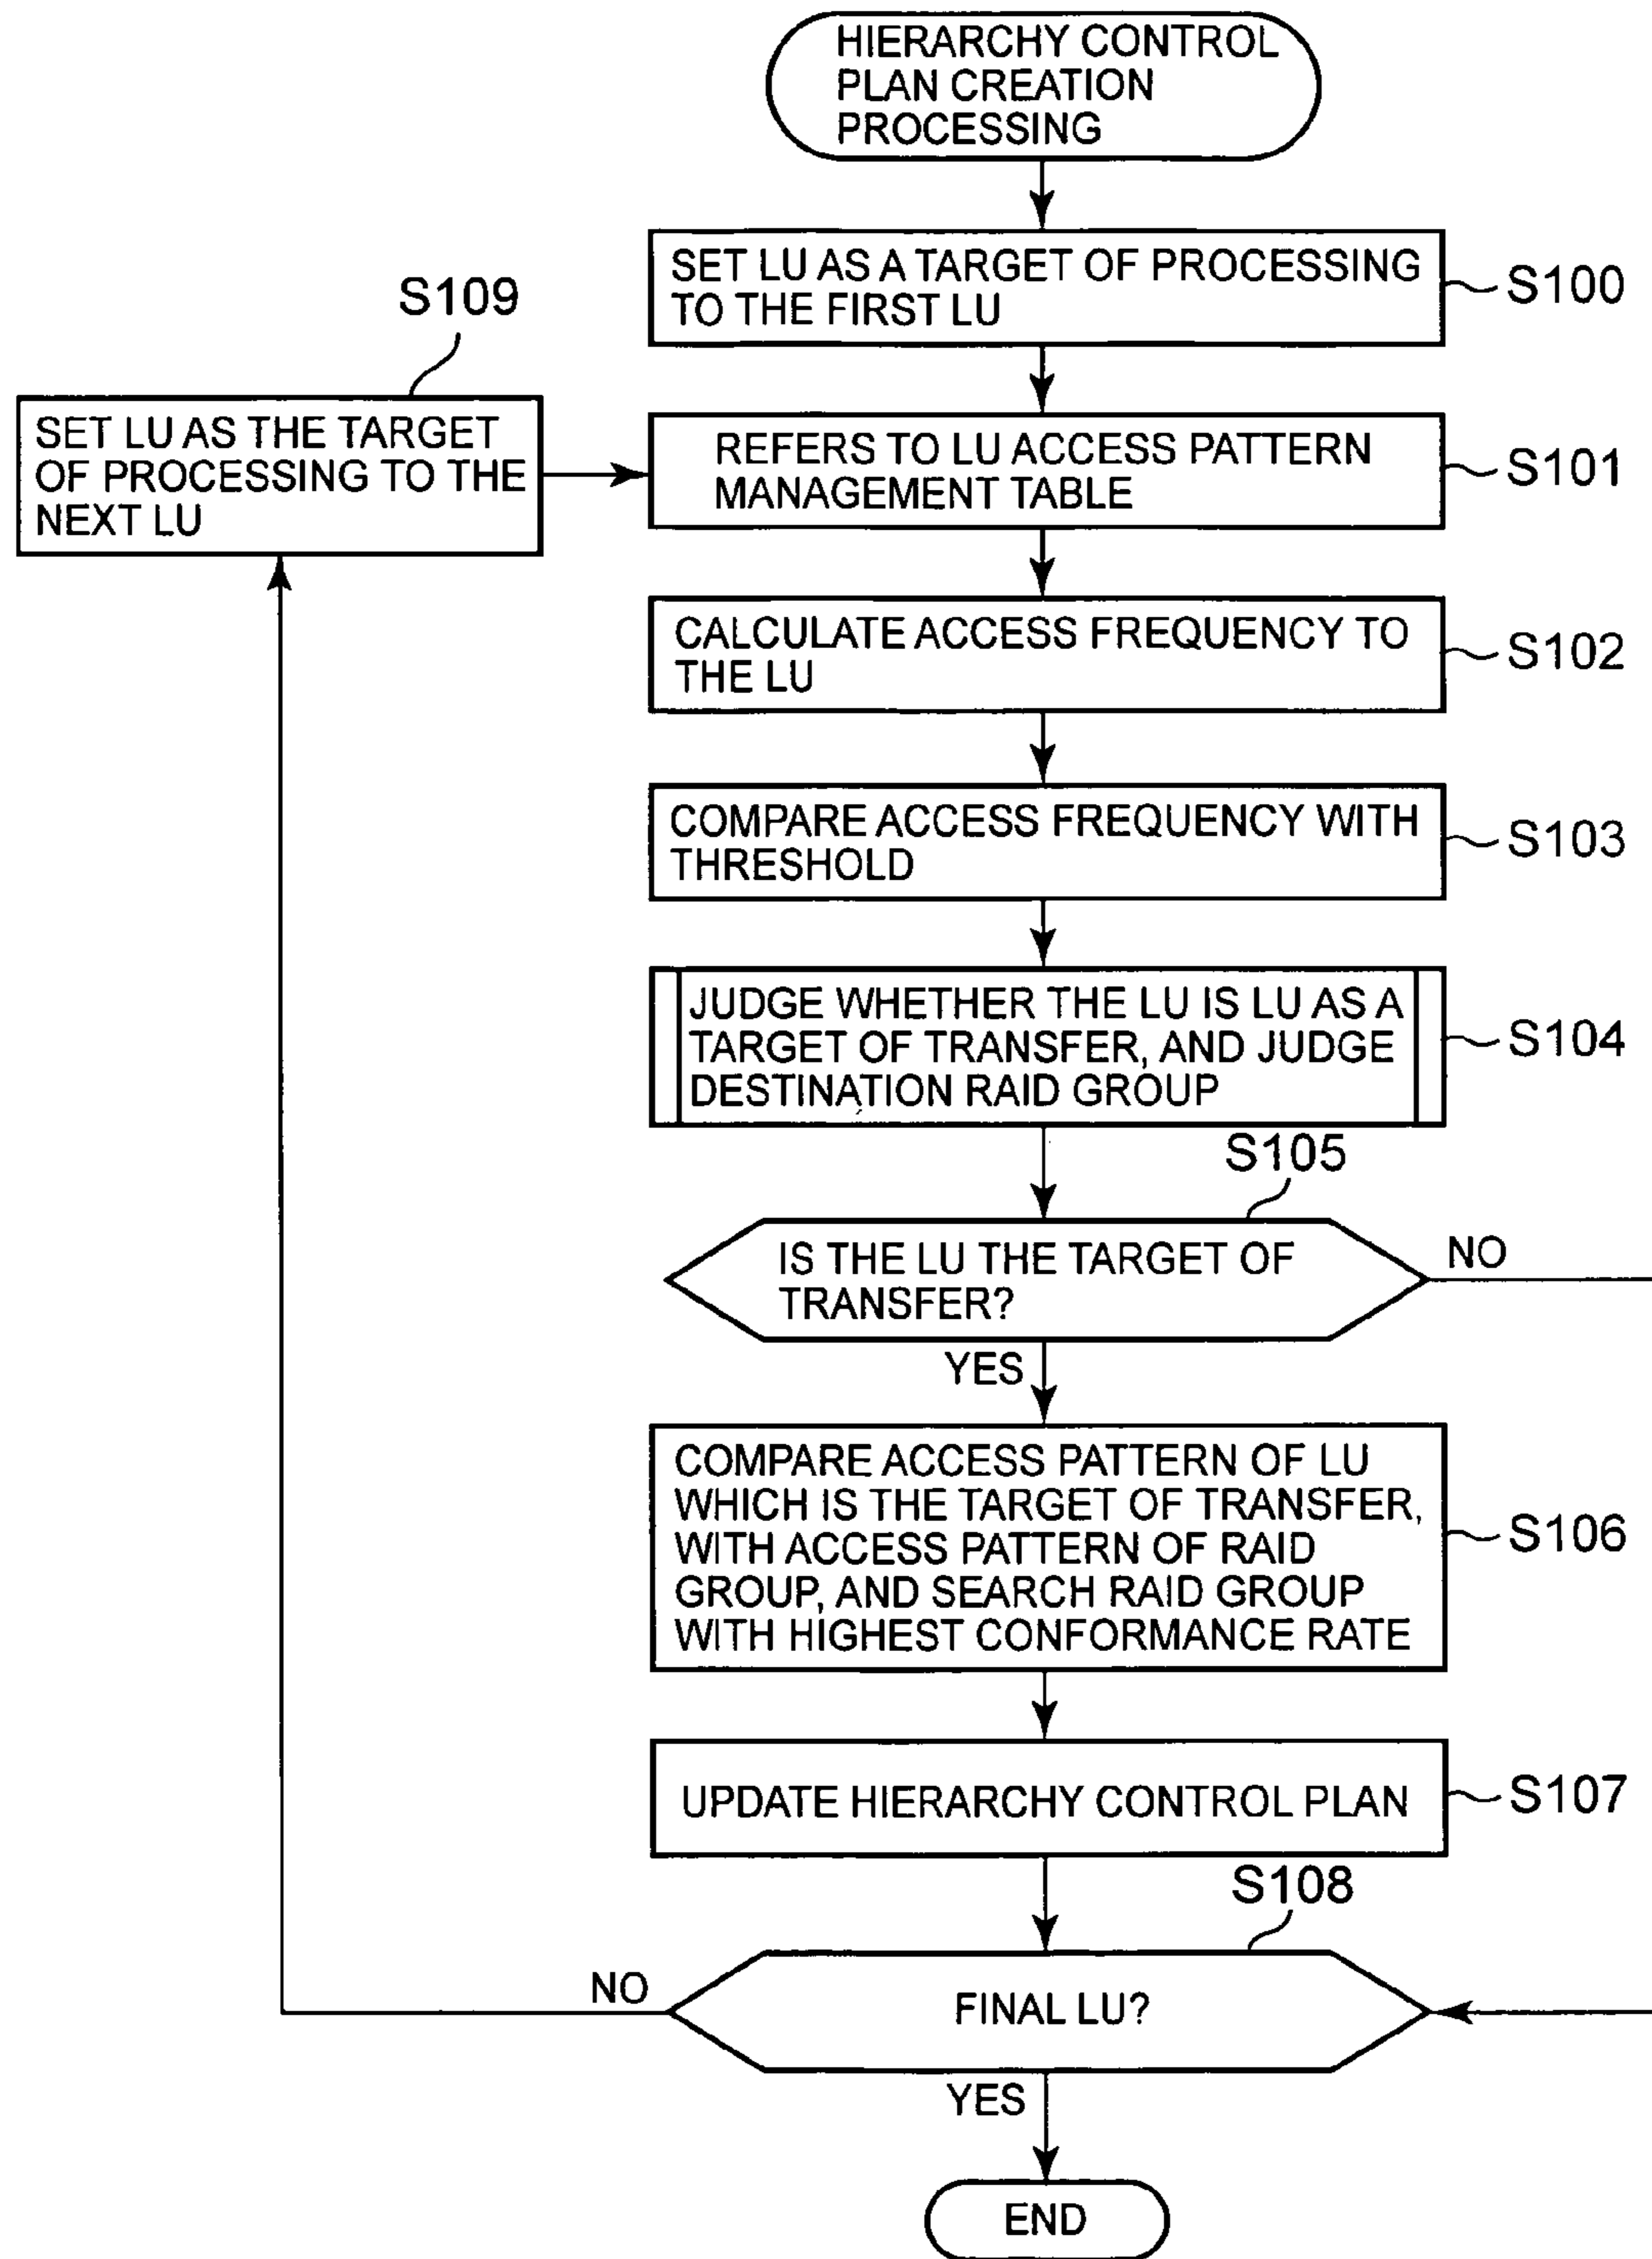 HIERARCHY CONTROL
PLAN CREATION
PROCESSING
SET LU AS A TARGET OF PROCESSING
TO THE FIRST LU
S100
S109
SET LU AS THE TARGET
OF PROCESSING TO THE
NEXT LU
REFERS TO LU ACCESS PATTERN
MANAGEMENT TABLE
S101
CALCULATE ACCESS FREQUENCY TO
THE LU
S102
COMPARE ACCESS FREQUENCY WITH
THRESHOLD
S103
JUDGE WHETHER THE LU IS LU AS A
TARGET OF TRANSFER, AND JUDGE
DESTINATION RAID GROUP
S104
S105
IS THE LU THE TARGET OF
TRANSFER?
NO
YES
COMPARE ACCESS PATTERN OF LU
WHICH IS THE TARGET OF TRANSFER,
WITH ACCESS PATTERN OF RAID
GROUP, AND SEARCH RAID GROUP
WITH HIGHEST CONFORMANCE RATE
S106
UPDATE HIERARCHY CONTROL PLAN
S107
S108
NO
FINAL LU?
YES
END